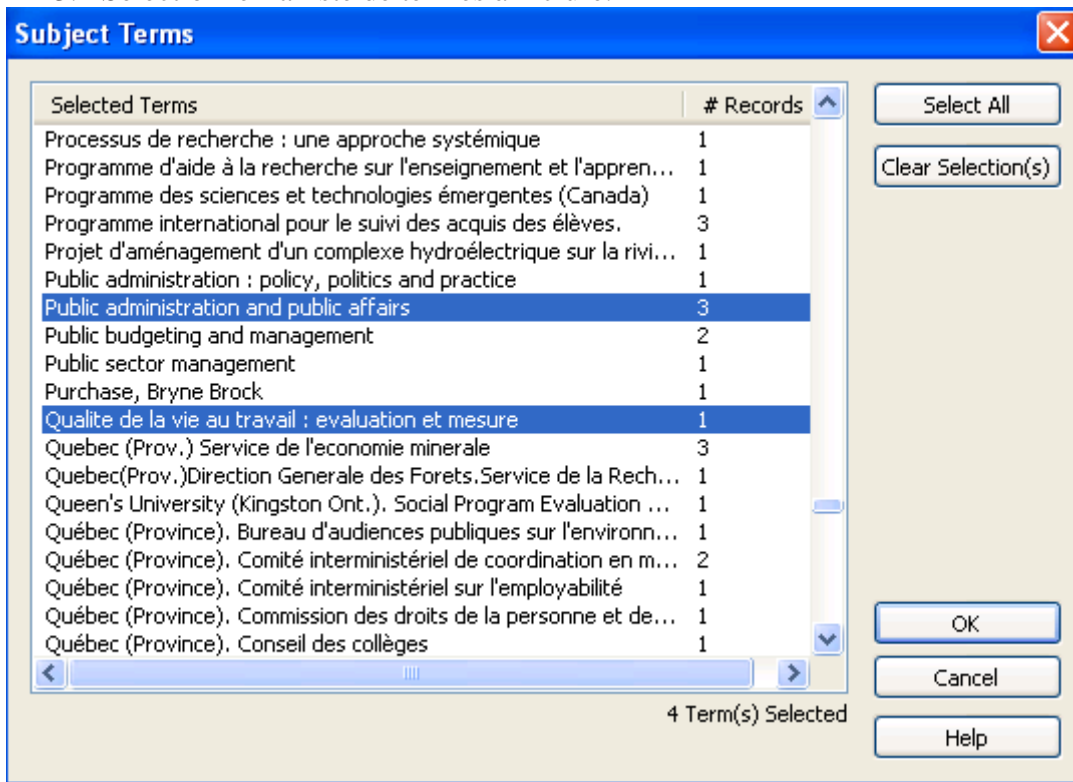 Subject Terms
Selected Terms # Records
Processus de recherche : une approche systémique 1
Programme d'aide à la recherche sur l'enseignement et l'appren... 1
Programme des sciences et technologies émergentes (Canada) 1
Programme international pour le suivi des acquis des élèves. 3
Projet d'aménagement d'un complexe hydroélectrique sur la rivi... 1
Public administration : policy, politics and practice 1
Public administration and public affairs 3
Public budgeting and management 2
Public sector management 1
Purchase, Bryne Brock 1
Qualite de la vie au travail : evaluation et mesure 1
Quebec (Prov.) Service de l'economie minerale 3
Quebec(Prov.)Direction Generale des Forets.Service de la Rech... 1
Queen's University (Kingston Ont.). Social Program Evaluation ... 1
Québec (Province). Bureau d'audiences publiques sur l'environn... 1
Québec (Province). Comité interministériel de coordination en m... 2
Québec (Province). Comité interministériel sur l'employabilité 1
Québec (Province). Commission des droits de la personne et de... 1
Québec (Province). Conseil des collèges 1
4 Term(s) Selected
Select All
Clear Selection(s)
OK
Cancel
Help